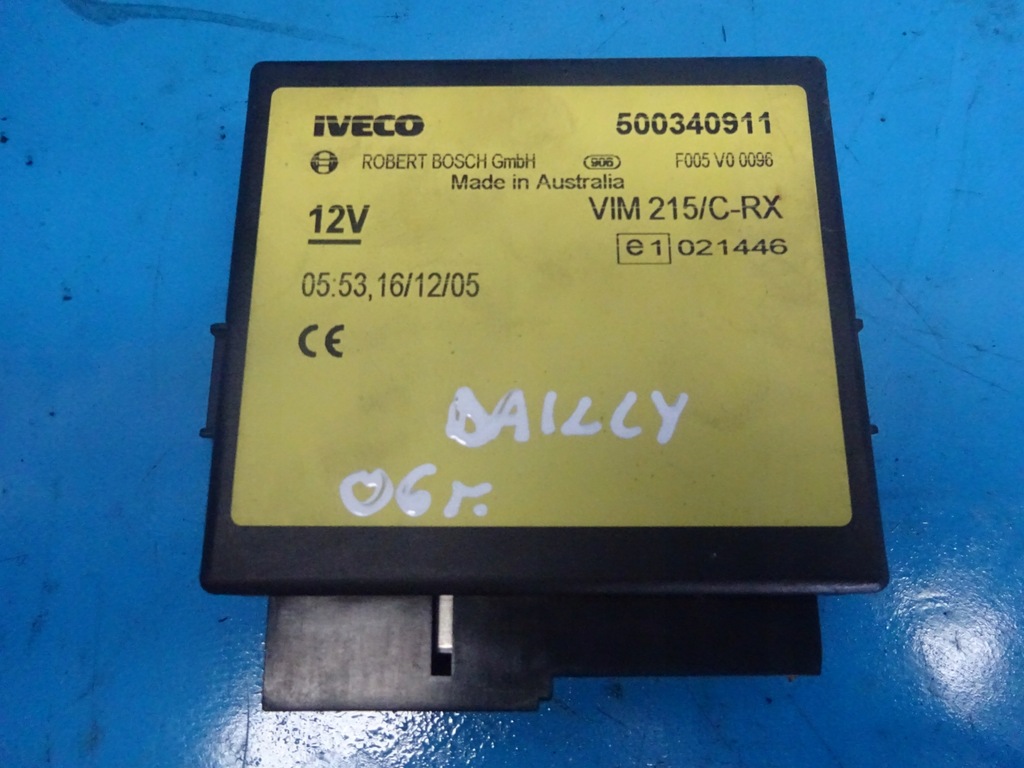 IVECO 500340911
ROBERT BOSCH GmbH 906 F005 V0 0096
Made in Australia
12V VIM 215/C-RX
e1 021446
05:53,16/12/05
CE
DAILLY
06г.